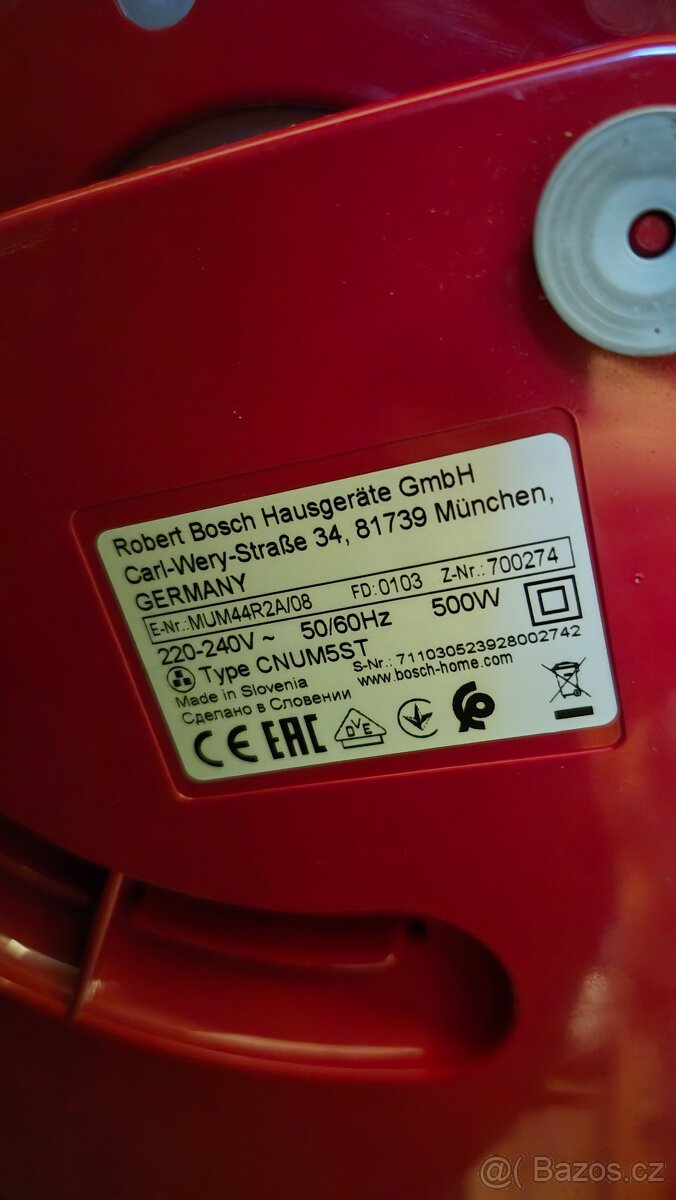 Robert Bosch Hausgeräte GmbH
Carl-Wery-Straße 34, 81739 München,
GERMANY
E-Nr.: MUM44R2A/08 FD: 0103 Z-Nr.: 700274
220-240V ~ 50/60Hz 500W
Type CNUM5ST
S-Nr.: 711030523928002742
Made in Slovenia www.bosch-home.com
Сделано в Словении
CE EAC DVE
@( Bazos.cz